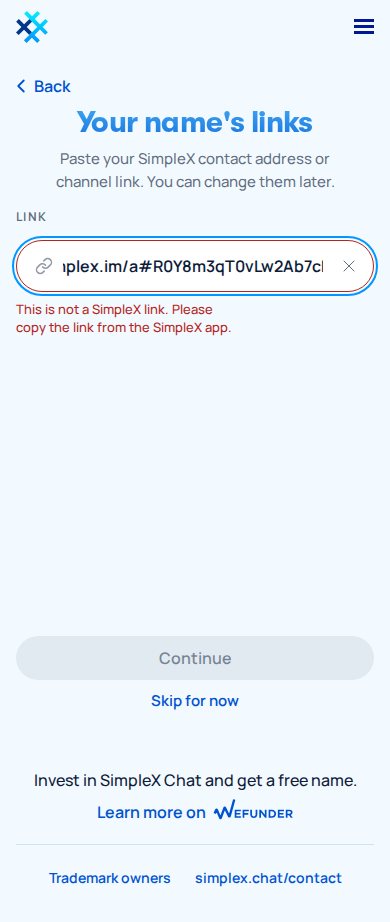 Back
Your name's links
Paste your SimpleX contact address or
channel link. You can change them later.
LINK
nplex.im/a#R0Y8m3qT0vLw2Ab7cl
This is not a SimpleX link. Please
copy the link from the SimpleX app.
Continue
Skip for now
Invest in SimpleX Chat and get a free name.
Learn more on WEFUNDER
Trademark owners simplex.chat/contact